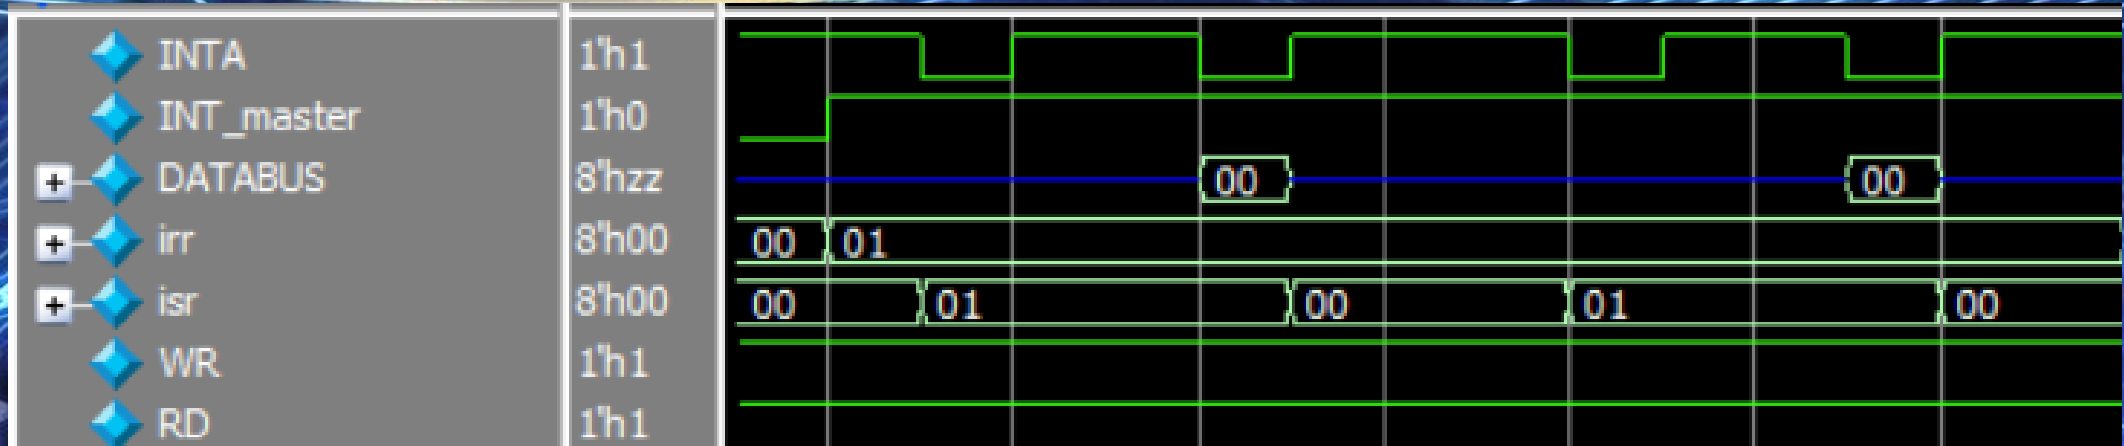 INTA 1'h1
INT_master 1'h0
DATABUS 8'hzz 00 00
irr 8'h00 00 01
isr 8'h00 00 01 00 01 00
WR 1'h1
RD 1'h1